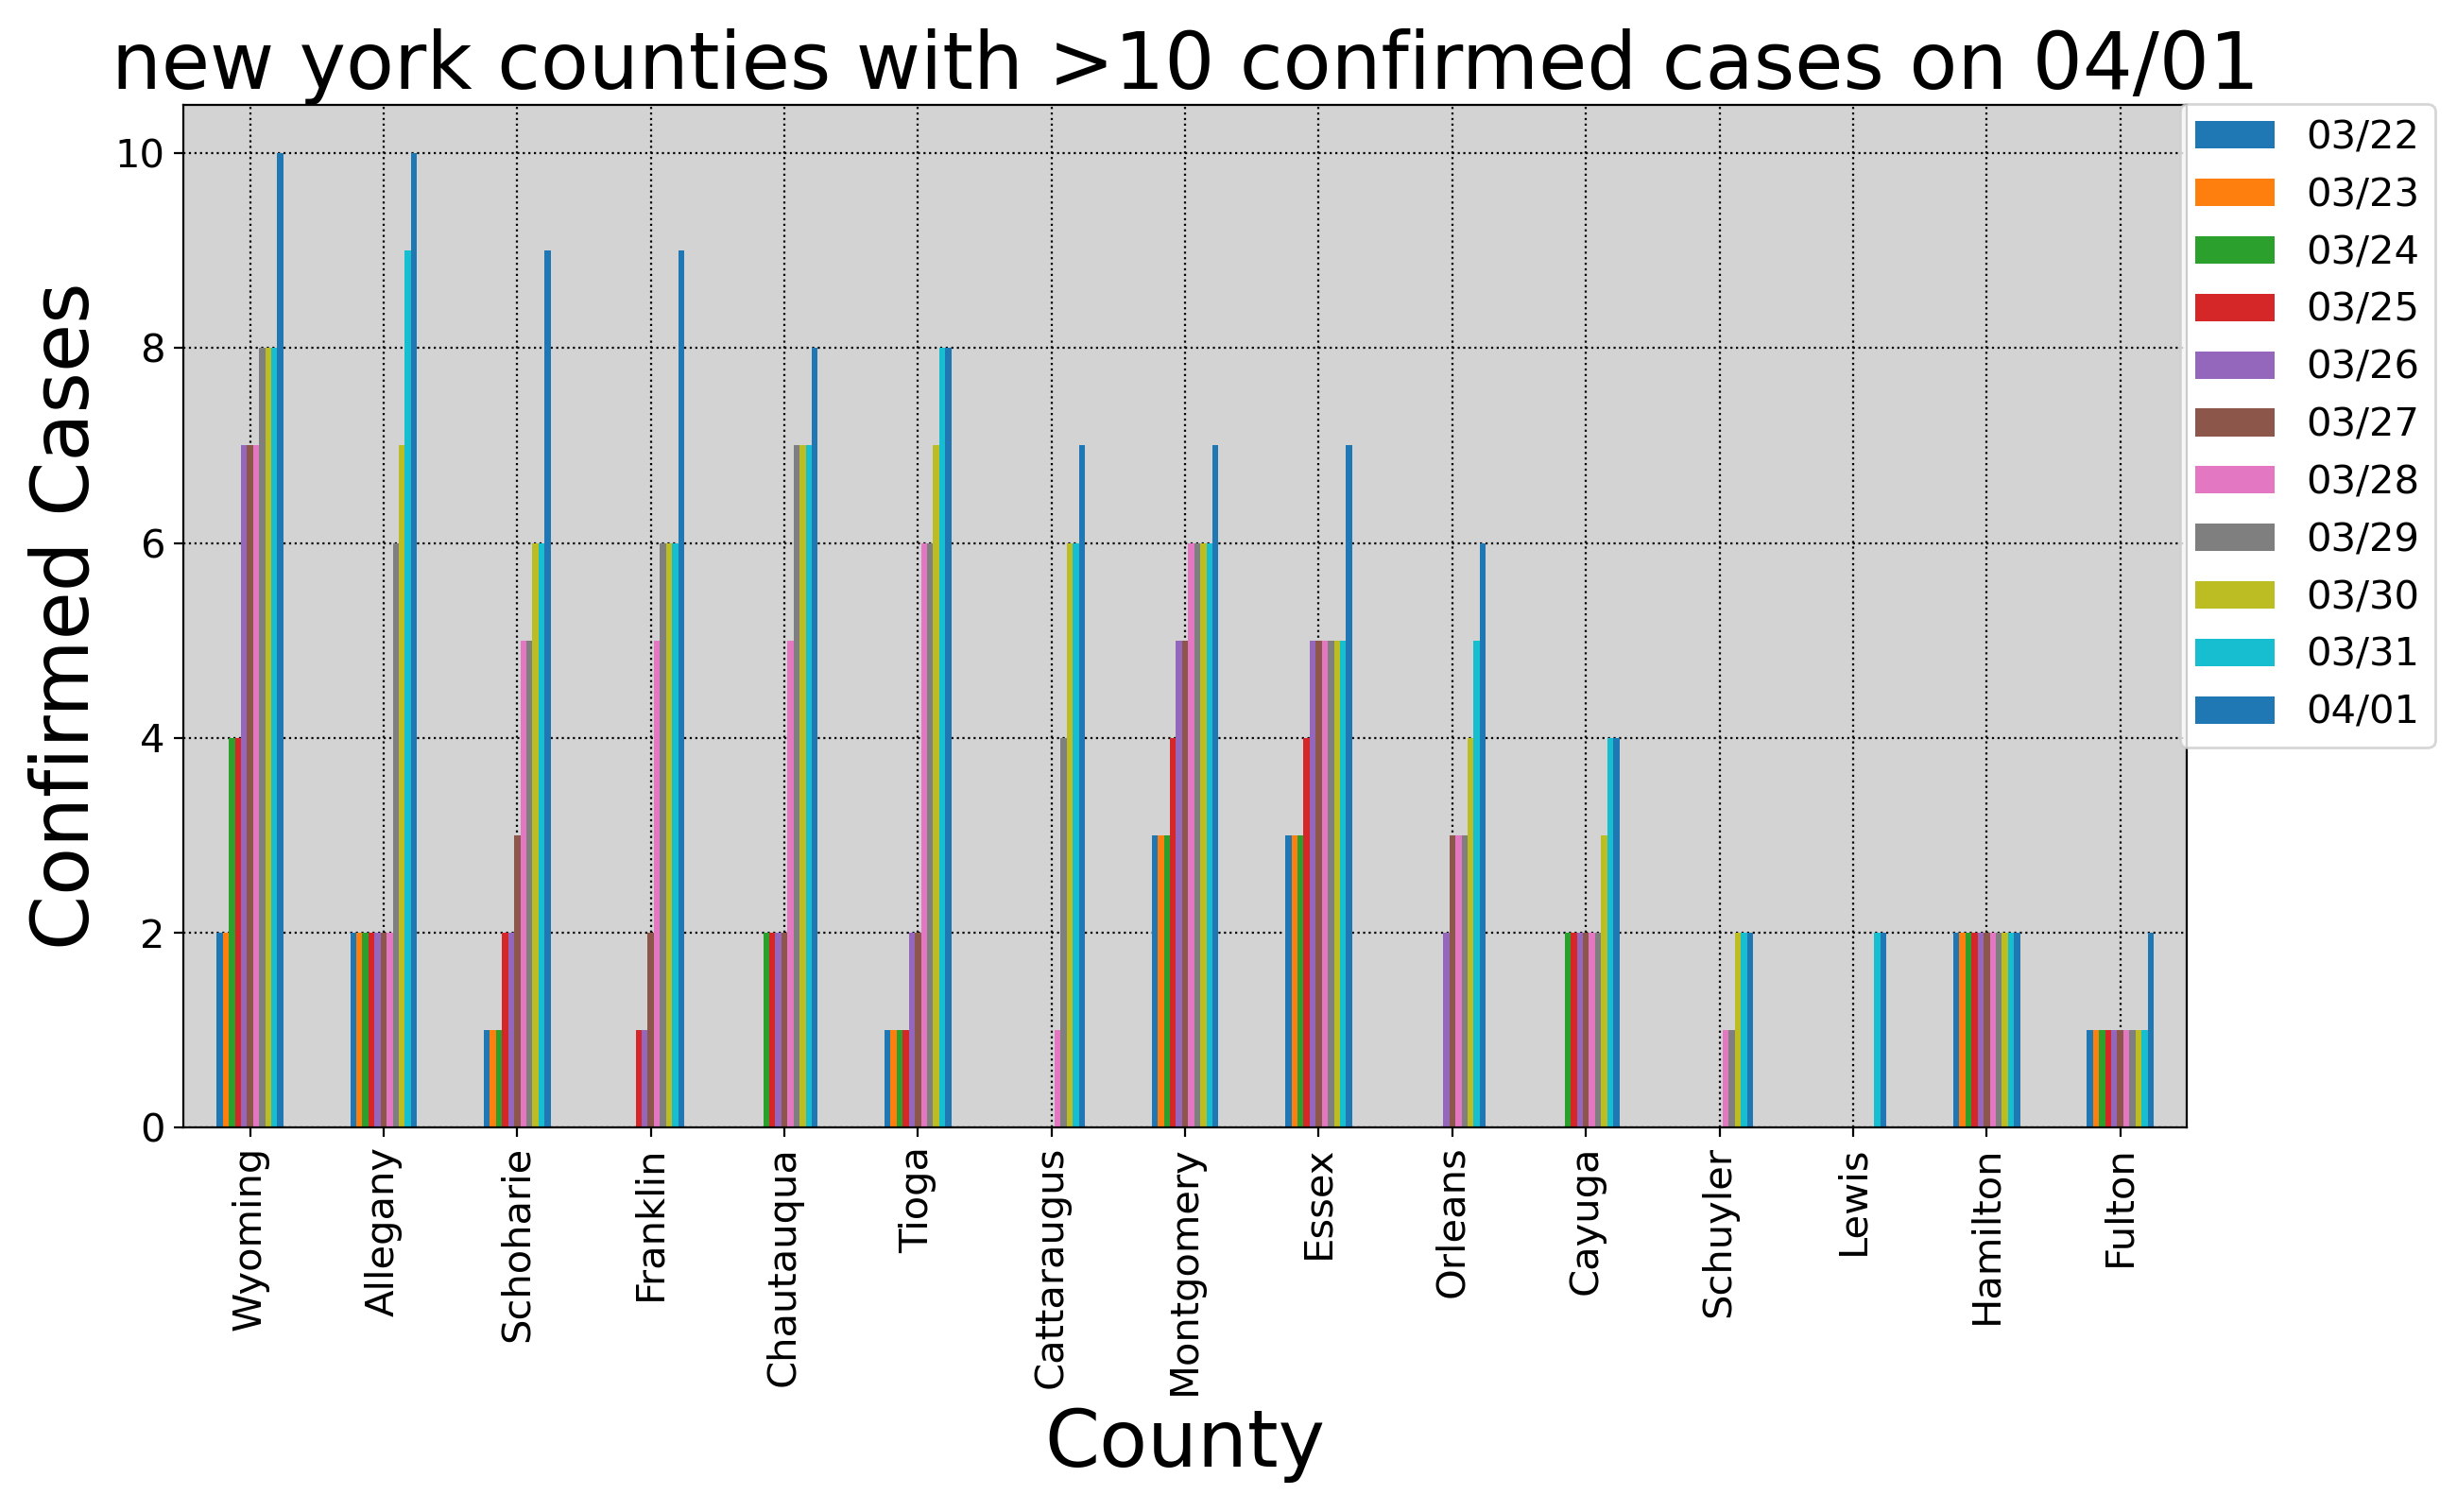 new york counties with >10 confirmed cases on 04/01
Confirmed Cases
10
8
6
4
2
0
03/22
03/23
03/24
03/25
03/26
03/27
03/28
03/29
03/30
03/31
04/01
Wyoming
Allegany
Schoharie
Franklin
Chautauqua
Tioga
Cattaraugus
Montgomery
Essex
Orleans
Cayuga
Schuyler
Lewis
Hamilton
Fulton
County